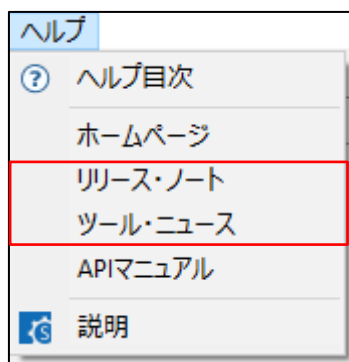 ヘルプ
ヘルプ目次
ホームページ
リリース・ノート
ツール・ニュース
APIマニュアル
説明